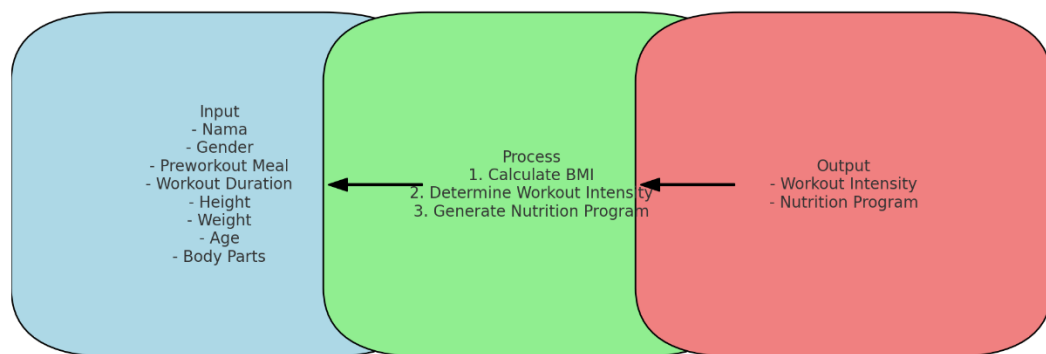 Input
- Nama
- Gender
- Preworkout Meal
- Workout Duration
- Height
- Weight
- Age
- Body Parts
Process
1. Calculate BMI
2. Determine Workout Intensity
3. Generate Nutrition Program
Output
- Workout Intensity
- Nutrition Program